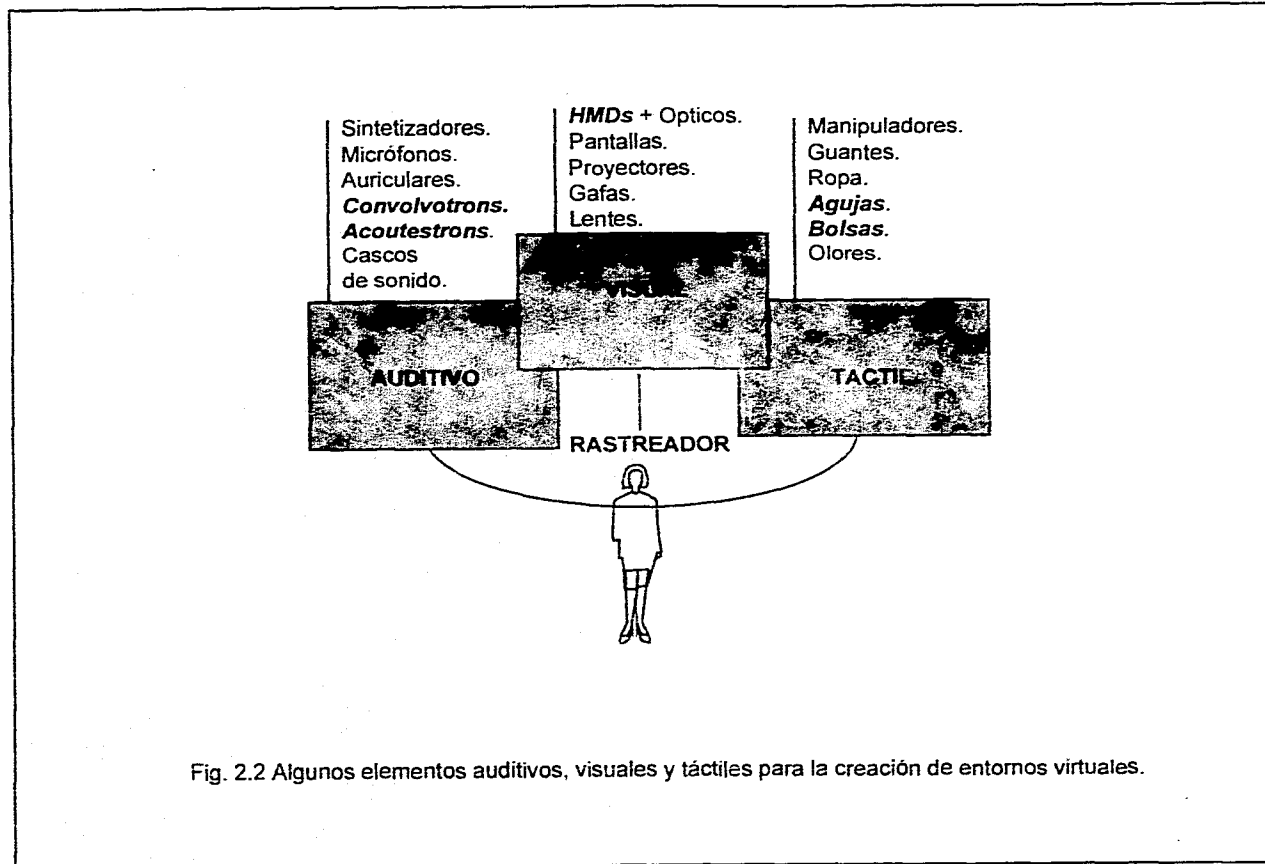 Sintetizadores.
Micrófonos.
Auriculares.
Convolvotrons.
Acoutestrons.
Cascos
de sonido.
HMDs + Opticos.
Pantallas.
Proyectores.
Gafas.
Lentes.
Manipuladores.
Guantes.
Ropa.
Agujas.
Bolsas.
Olores.
AUDITIVO
RASTREADOR
Fig. 2.2 Algunos elementos auditivos, visuales y táctiles para la creación de entornos virtuales.